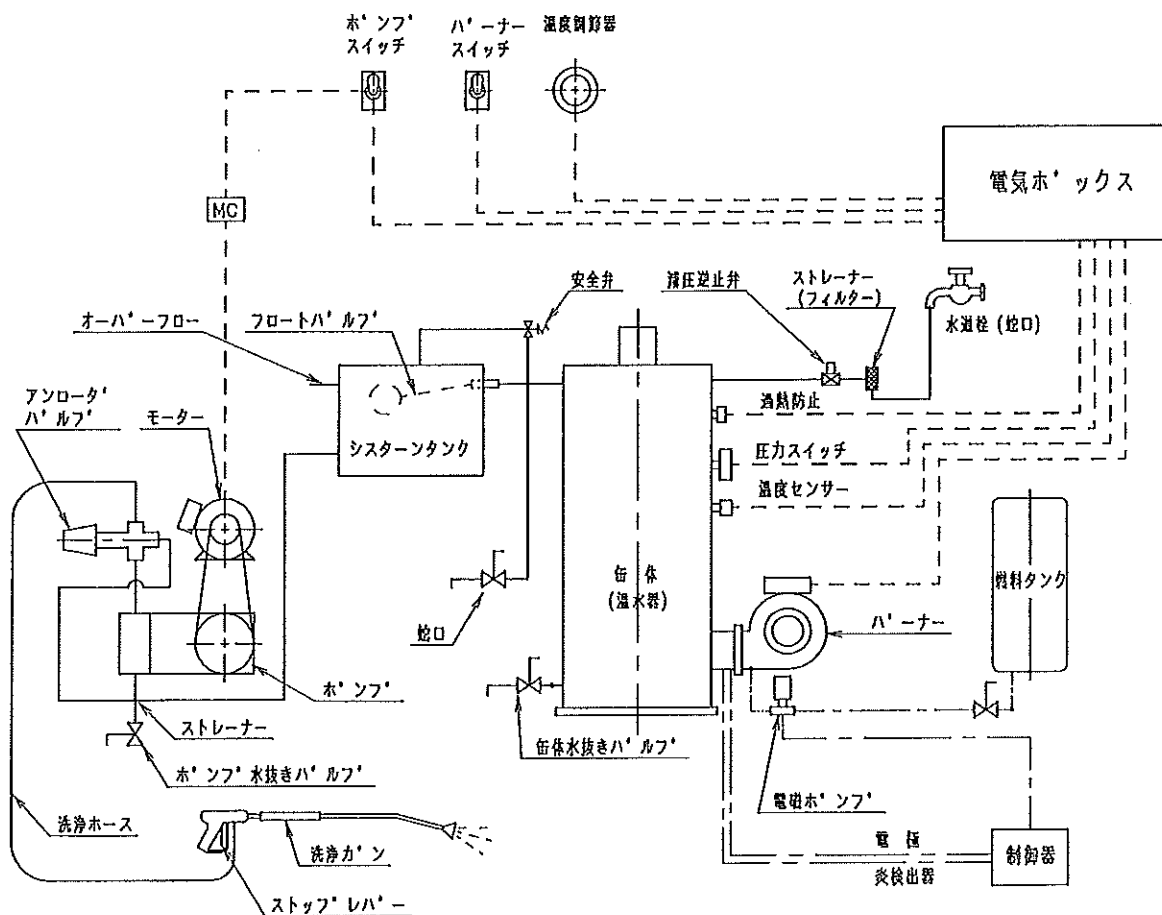 ポンプ
スイッチ
バーナー
スイッチ
温度制節器
電気ボックス
MC
安全弁
減圧逆止弁
ストレーナー
(フィルター)
水道栓 (蛇口)
オーバーフロー
フロートバルブ
アンローダ
バルブ
モーター
シスターンタンク
過熱防止
圧力スイッチ
温度センサー
缶 体
(温水器)
燃料タンク
蛇口
バーナー
ポンプ
ストレーナー
缶体水抜きバルブ
ポンプ水抜きバルブ
電磁ポンプ
洗浄ホース
洗浄ガン
電 極
炎検出器
制御器
ストップレバー